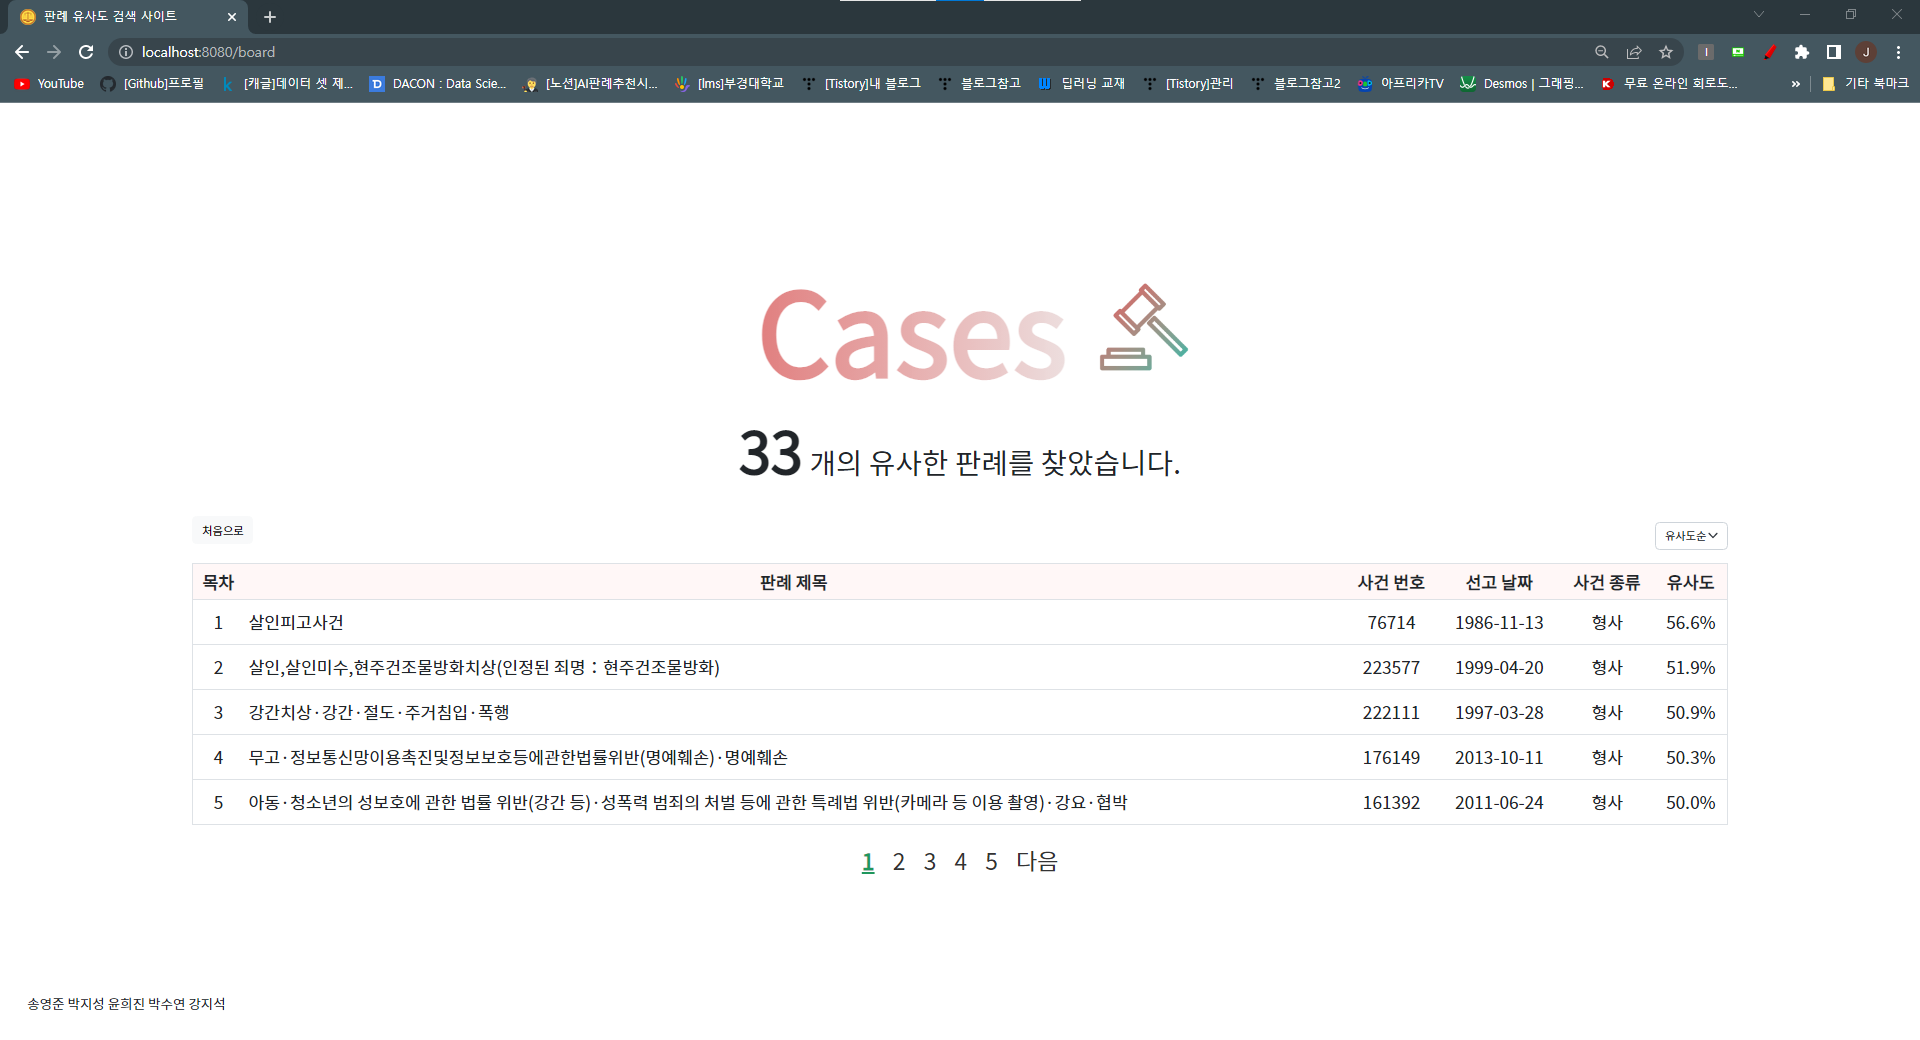 판례 유사도 검색 사이트
localhost:8080/board
YouTube [Github]프로필 [캐글]데이터 셋 제... DACON : Data Scie... [노션]AI판례추천시... [lms]부경대학교 [Tistory]내 블로그 블로그참고 딥러닝 교재 [Tistory]관리 블로그참고2 아프리카TV Desmos | 그래핑... 무료 온라인 회로도... » 기타 북마크
Cases
33 개의 유사한 판례를 찾았습니다.
처음으로 유사도순
목차 판례 제목 사건 번호 선고 날짜 사건 종류 유사도
1 살인피고사건 76714 1986-11-13 형사 56.6%
2 살인,살인미수,현주건조물방화치상(인정된 죄명 : 현주건조물방화) 223577 1999-04-20 형사 51.9%
3 강간치상·강간·절도·주거침입·폭행 222111 1997-03-28 형사 50.9%
4 무고·정보통신망이용촉진및정보보호등에관한법률위반(명예훼손)·명예훼손 176149 2013-10-11 형사 50.3%
5 아동·청소년의 성보호에 관한 법률 위반(강간 등)·성폭력 범죄의 처벌 등에 관한 특례법 위반(카메라 등 이용 촬영)·강요·협박 161392 2011-06-24 형사 50.0%
1 2 3 4 5 다음
송영준 박지성 윤희진 박수연 강지석